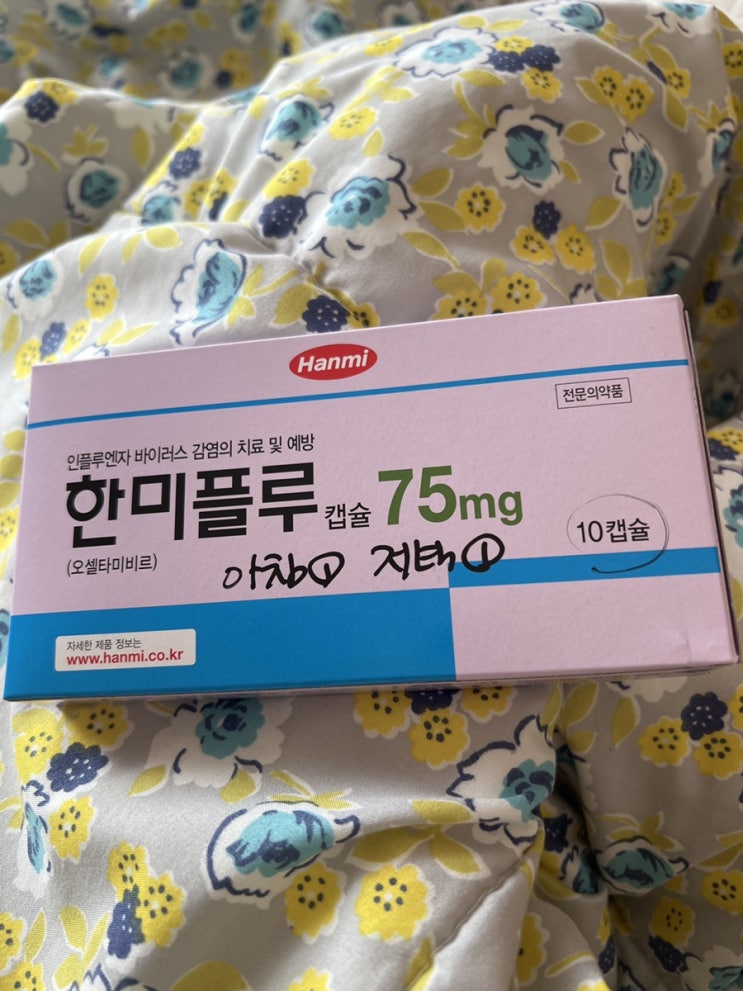 Hanmi
전문의약품
인플루엔자 바이러스 감염의 치료 및 예방
한미플루 캡슐 75mg
10캡슐
(오셀타미비르)
아침① 저녁①
자세한 제품 정보는
www.hanmi.co.kr